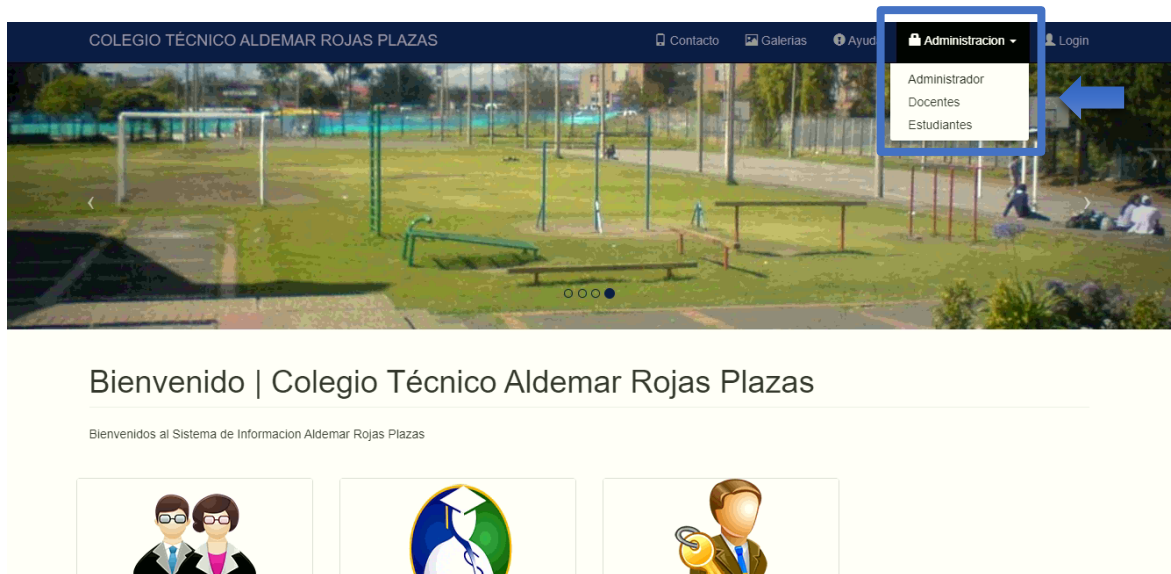 COLEGIO TÉCNICO ALDEMAR ROJAS PLAZAS
Contacto
Galerias
Ayud
Administracion
Login
Administrador
Docentes
Estudiantes
Bienvenido | Colegio Técnico Aldemar Rojas Plazas
Bienvenidos al Sistema de Informacion Aldemar Rojas Plazas